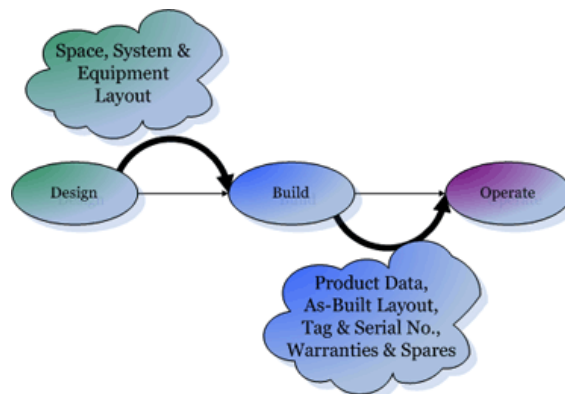 Space, System &
Equipment
Layout
Design
Build
Operate
Product Data,
As-Built Layout,
Tag & Serial No.,
Warranties & Spares